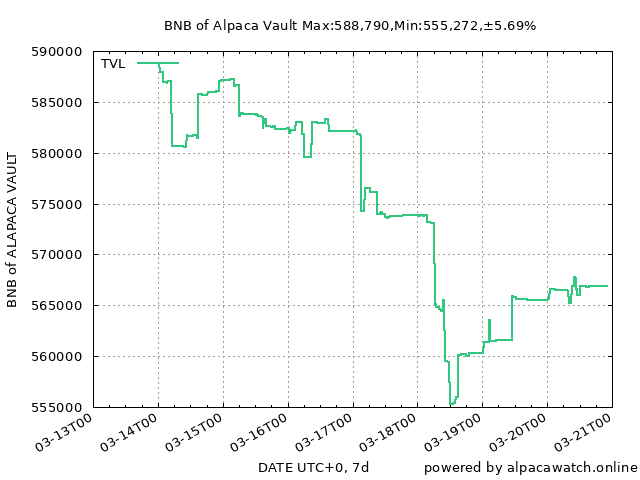 BNB of Alpaca Vault Max:588,790,Min:555,272,±5.69%
590000
TVL
585000
580000
575000
570000
565000
560000
555000
BNB of ALAPACA VAULT
03-13T00
03-14T00
03-15T00
03-16T00
03-17T00
03-18T00
03-19T00
03-20T00
03-21T00
DATE UTC+0, 7d
powered by alpacawatch.online